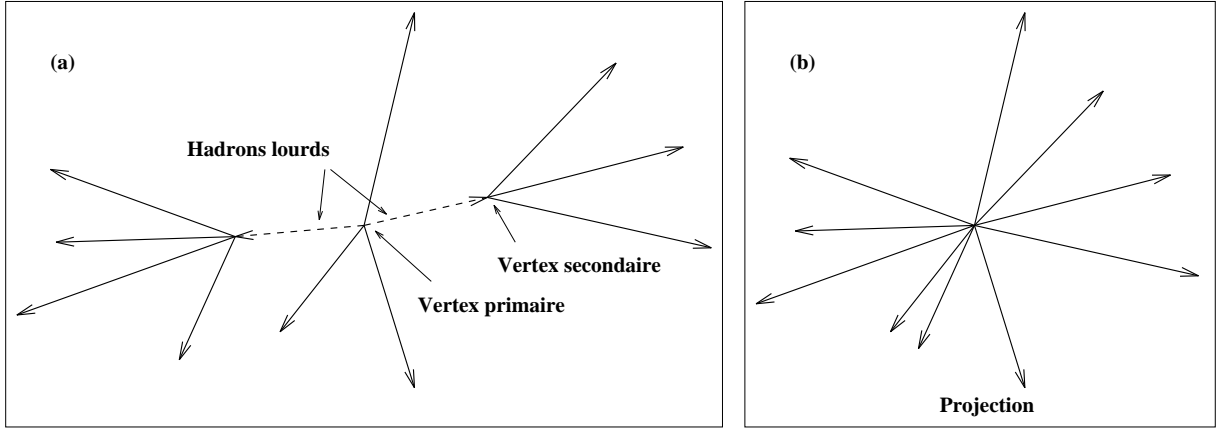 (a)
Hadrons lourds
Vertex secondaire
Vertex primaire
(b)
Projection